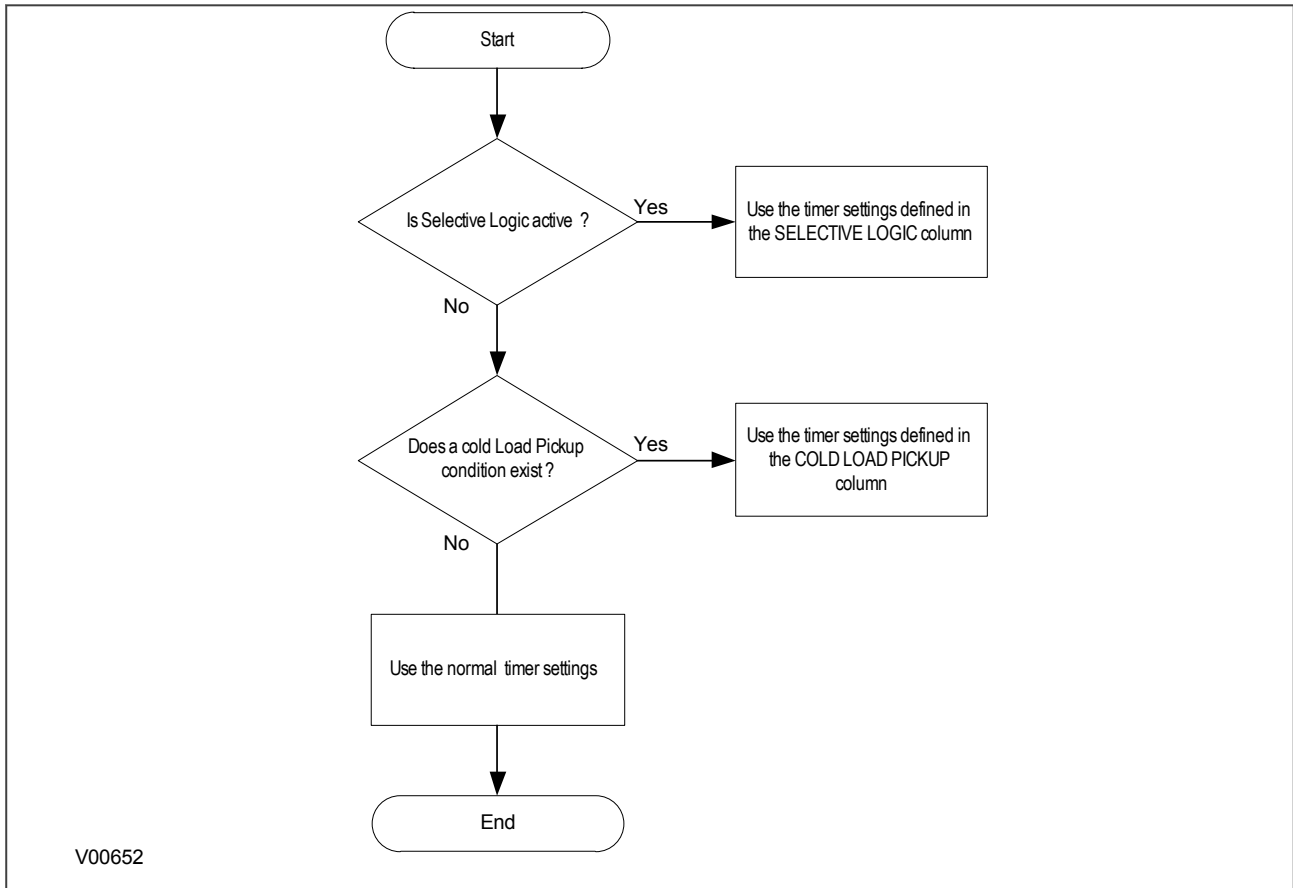 Start
Is Selective Logic active ?
Yes
Use the timer settings defined in
the SELECTIVE LOGIC column
No
Does a cold Load Pickup
condition exist ?
Yes
Use the timer settings defined in
the COLD LOAD PICKUP
column
No
Use the normal timer settings
End
V00652